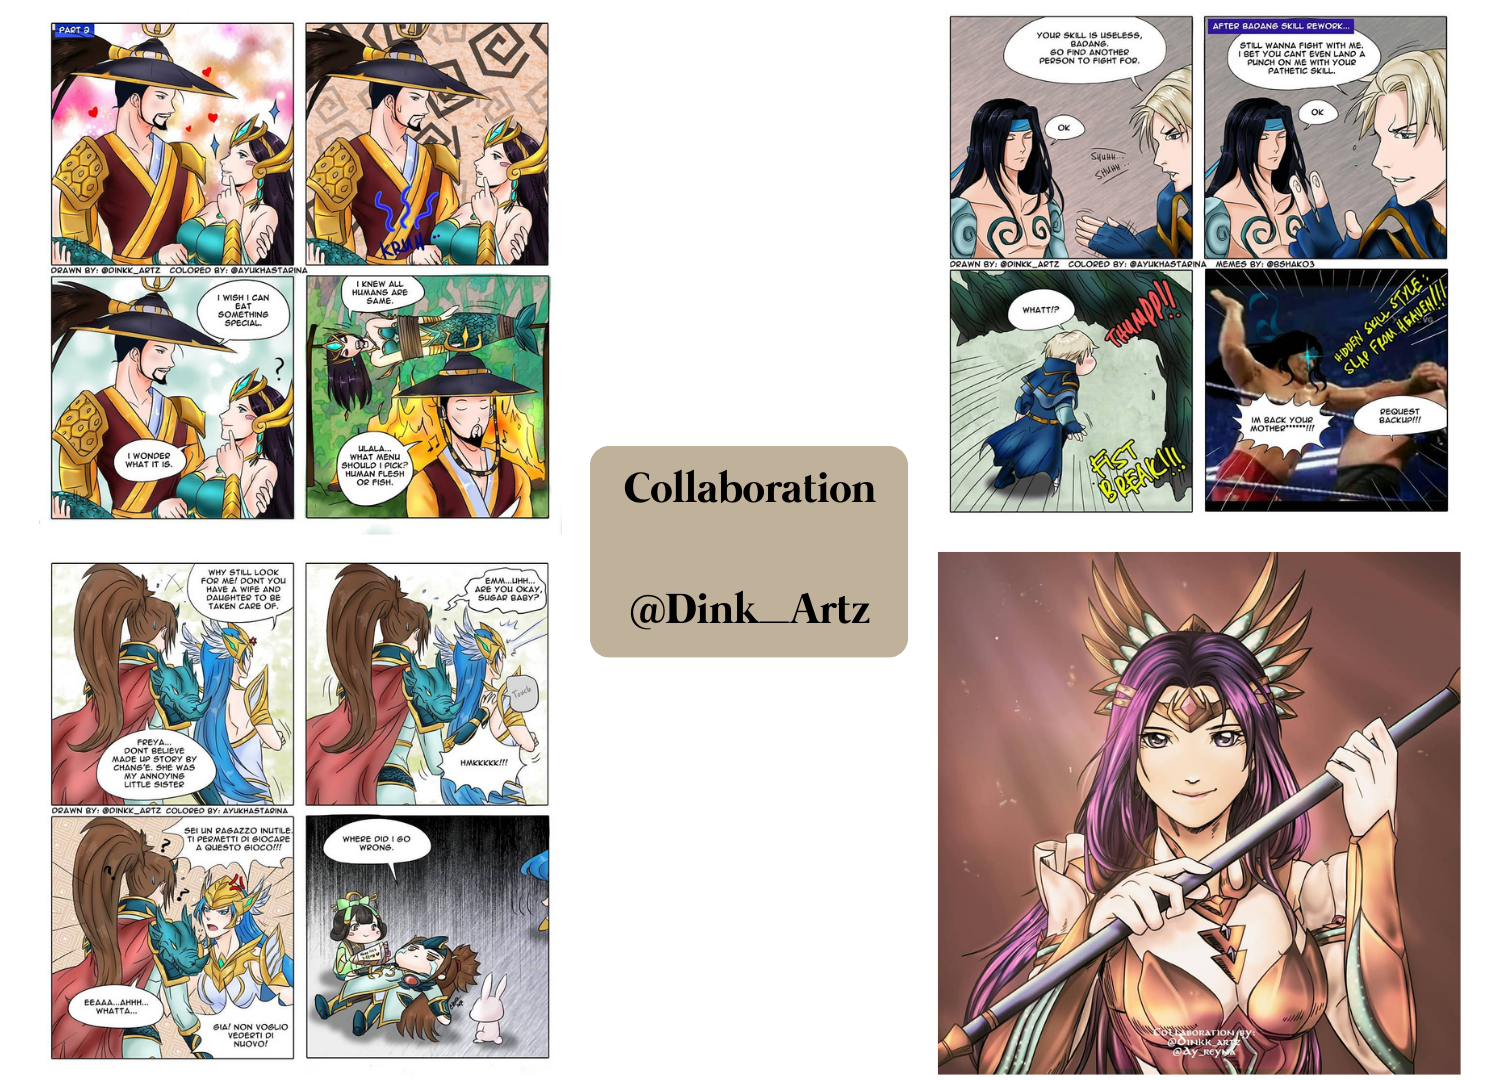 PART 2
KRUH...
DRAWN BY: @DINKK_ARTZ COLORED BY: @AYUKHASTARINA
I WISH I CAN
EAT
SOMETHING
SPECIAL.
?
I WONDER
WHAT IT IS.
I KNEW ALL
HUMANS ARE
SAME.
ULALA...
WHAT MENU
SHOULD I PICK?
HUMAN FLESH
OR FISH.
YOUR SKILL IS USELESS,
BADANG.
GO FIND ANOTHER
PERSON TO FIGHT FOR.
OK
SHUHH...
SHUHH...
AFTER BADANG SKILL REWORK...
STILL WANNA FIGHT WITH ME.
I BET YOU CANT EVEN LAND A
PUNCH ON ME WITH YOUR
PATHETIC SKILL.
OK
DRAWN BY: @DINKK_ARTZ COLORED BY: @AYUKHASTARINA MEMES BY: @BSHAKO3
WHATT!?
THUMPP!!
FIST
BREAK!!!
HIDDEN SKILL STYLE:
SLAP FROM HEAVEN!!!
IM BACK YOUR
MOTHER******!!!
REQUEST
BACKUP!!!
Collaboration
@Dink__Artz
WHY STILL LOOK
FOR ME! DONT YOU
HAVE A WIFE AND
DAUGHTER TO BE
TAKEN CARE OF.
FREYA...
DONT BELIEVE
MADE UP STORY BY
CHANG'E. SHE WAS
MY ANNOYING
LITTLE SISTER
EMM...UHH...
ARE YOU OKAY,
SUGAR BABY?
Touch
HMKKKKK!!!
DRAWN BY: @DINKK_ARTZ COLORED BY: AYUKHASTARINA
SEI UN RAGAZZO INUTILE.
TI PERMETTI DI GIOCARE
A QUESTO GIOCO!!!
?
?
EEAAA...AHHH...
WHATTA...
GIA! NON VOGLIO
VEDERTI DI
NUOVO!
WHERE DID I GO
WRONG.
COLLABORATION BY:
@DINKK_ARTZ
@AY_REYNA